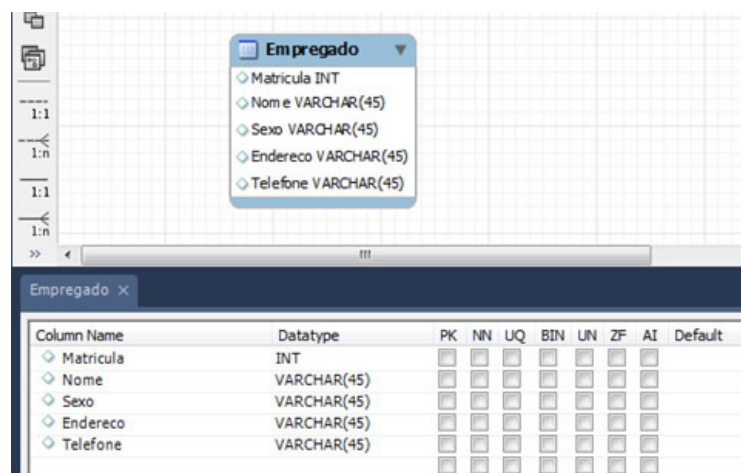 Empregado
Matricula INT
Nome VARCHAR(45)
Sexo VARCHAR(45)
Endereco VARCHAR(45)
Telefone VARCHAR(45)
1:1
1:n
1:1
1:n
Empregado
Column Name Datatype PK NN UQ BIN UN ZF AI Default
Matricula INT
Nome VARCHAR(45)
Sexo VARCHAR(45)
Endereco VARCHAR(45)
Telefone VARCHAR(45)